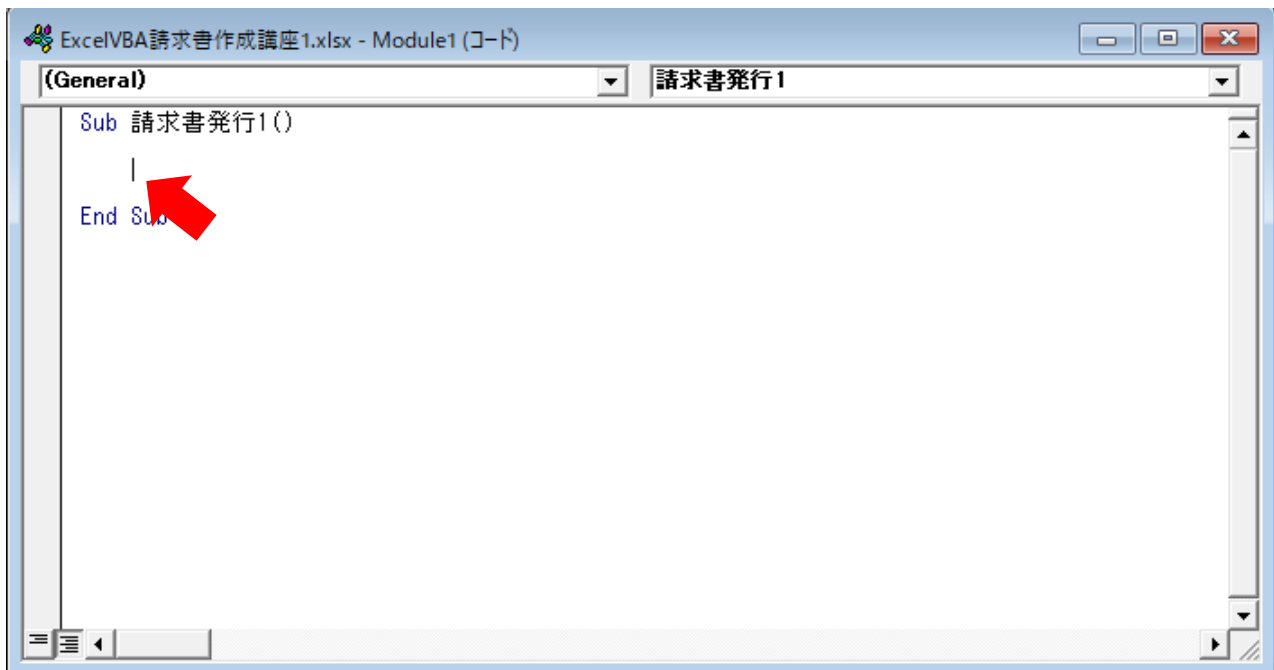 ExcelVBA請求書作成講座1.xlsx - Module1 (コード)
(General) 請求書発行1
Sub 請求書発行1()
End Sub